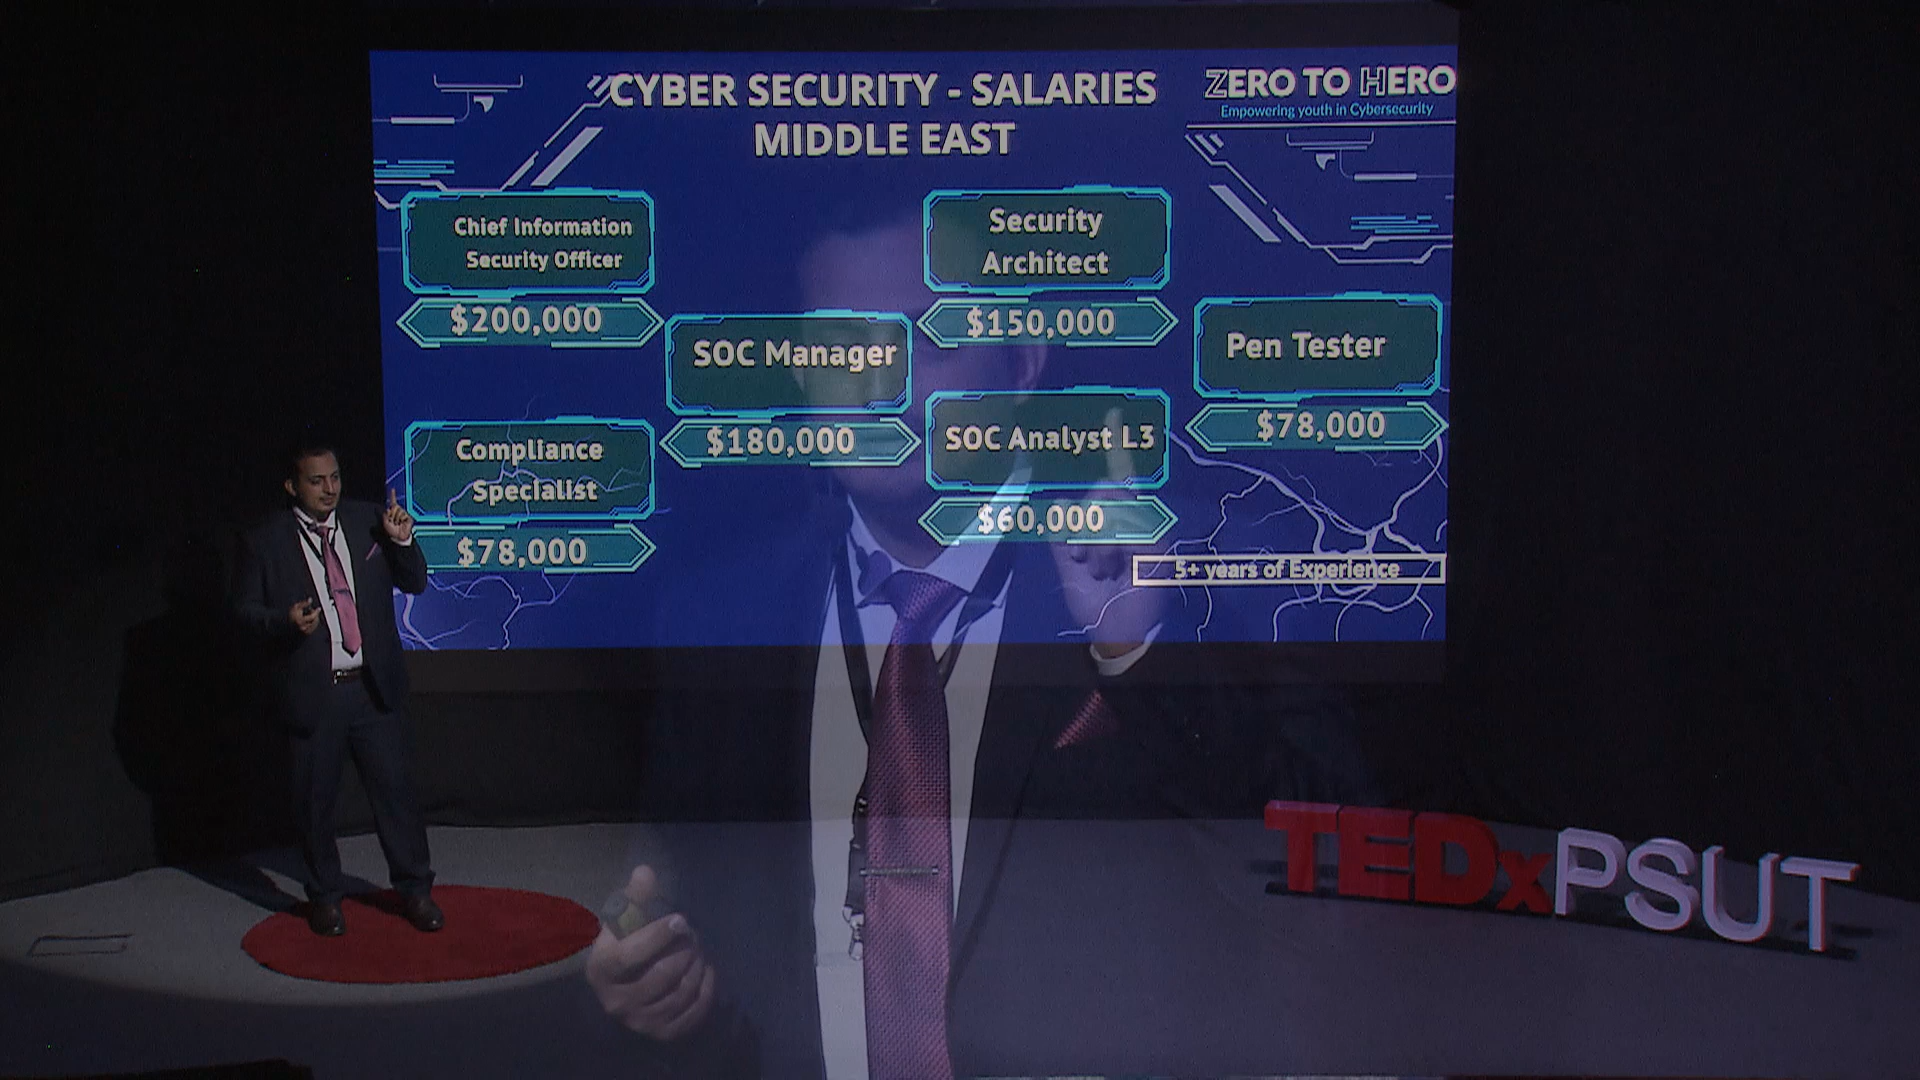 CYBER SECURITY - SALARIES
MIDDLE EAST
ZERO TO HERO
Empowering youth in Cybersecurity
Chief Information
Security Officer
$200,000
SOC Manager
$180,000
Security
Architect
$150,000
Pen Tester
$78,000
Compliance
Specialist
$78,000
SOC Analyst L3
$60,000
5+ years of Experience
TEDxPSUT